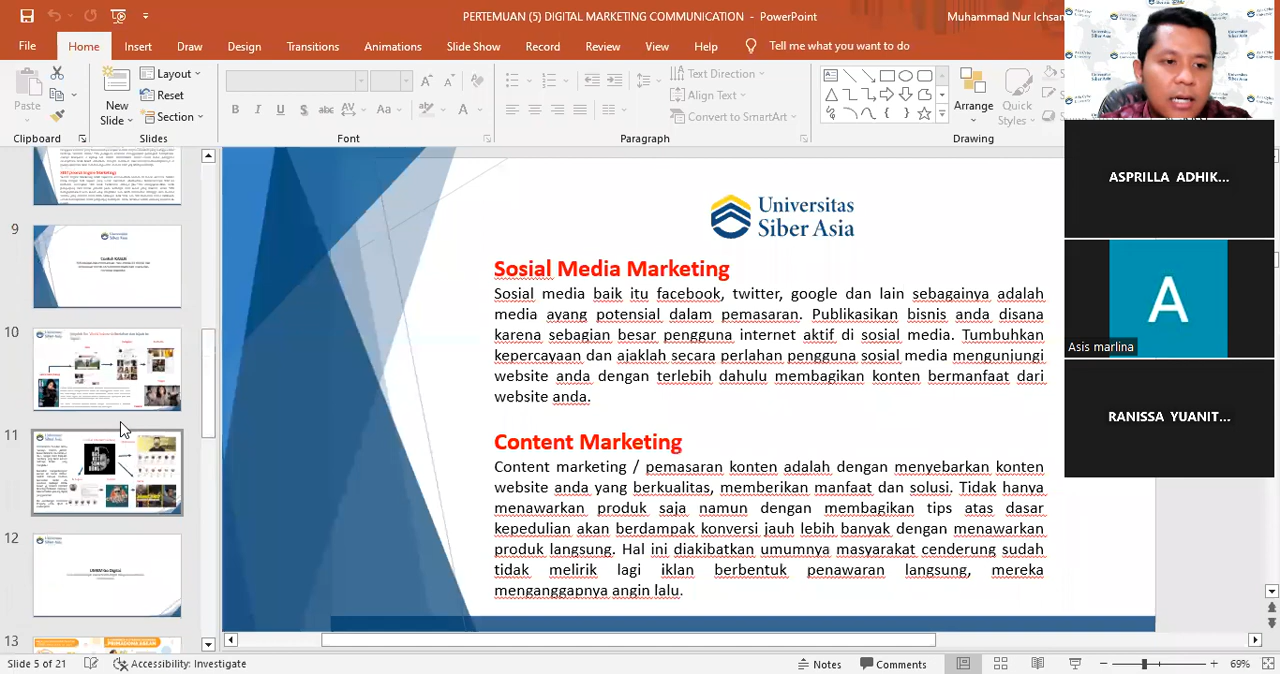 PERTEMUAN (5) DIGITAL MARKETING COMMUNICATION - PowerPoint
Muhammad Nur Ichsan
File Home Insert Draw Design Transitions Animations Slide Show Record Review View Help Tell me what you want to do
Paste
Clipboard
New
Slide
Layout
Reset
Section
Slides
B I U S abc AV Aa A
Font
Text Direction
Align Text
Convert to SmartArt
Paragraph
Arrange
Quick
Styles
Drawing
9
10
11
12
13
Universitas
Siber Asia
Sosial Media Marketing
Sosial media baik itu facebook, twitter, google dan lain sebagainya adalah
media ayang potensial dalam pemasaran. Publikasikan bisnis anda disana
karena sebagian besar pengguna internet aktif di sosial media. Tumbuhkan
kepercayana dan ajaklah secara perlahan penggusa sosial media mengunjungi
website anda dengan terlebih dahulu membagikan konten bermanfaat dari
website anda.
Content Marketing
Content marketing / pemasaran konten adalah dengan menyebarkan konten
website anda yang berkualitas, memberikan manfaat dan solusi. Tidak hanya
menawarkan produk saja namun dengan membagikan tips atas dasar
kepedulian akan berdampak konversi jauh lebih banyak dengan menawarkan
produk langsung. Hal ini diakibatkan umumnya masyarakat cenderung sudah
tidak melirik lagi iklan berbentuk penawaran langsung, mereka
menganggapnya angin lalu.
ASPRILLA ADHIK...
A
Asis marlina
RANISSA YUANIT...
Slide 5 of 21
Accessibility: Investigate
Notes
Comments
69%